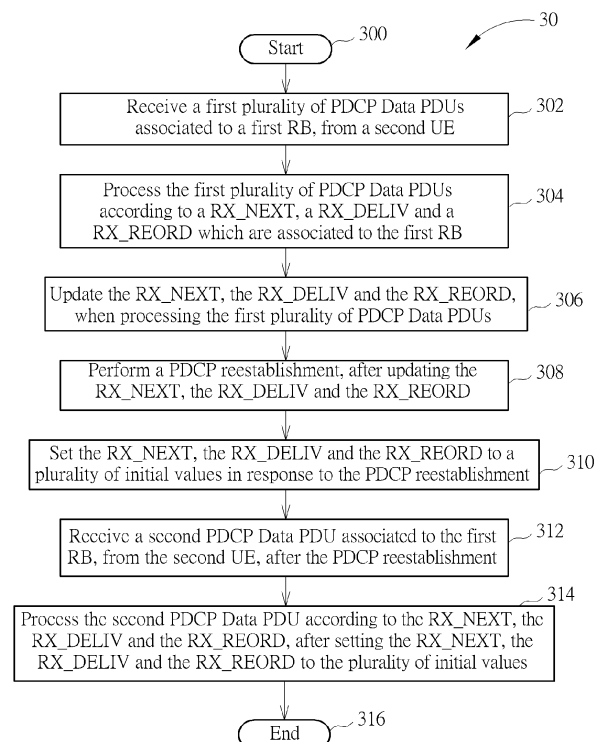 30
Start
300
Receive a first plurality of PDCP Data PDUs
associated to a first RB, from a second UE
302
Process the first plurality of PDCP Data PDUs
according to a RX_NEXT, a RX_DELIV and a
RX_REORD which are associated to the first RB
304
Update the RX_NEXT, the RX_DELIV and the RX_REORD,
when processing the first plurality of PDCP Data PDUs
306
Perform a PDCP reestablishment, after updating the
RX_NEXT, the RX_DELIV and the RX_REORD
308
Set the RX_NEXT, the RX_DELIV and the RX_REORD to a
plurality of initial values in response to the PDCP reestablishment
310
Receive a second PDCP Data PDU associated to the first
RB, from the second UE, after the PDCP reestablishment
312
314
Process the second PDCP Data PDU according to the RX_NEXT, the
RX_DELIV and the RX_REORD, after setting the RX_NEXT, the
RX_DELIV and the RX_REORD to the plurality of initial values
End
316